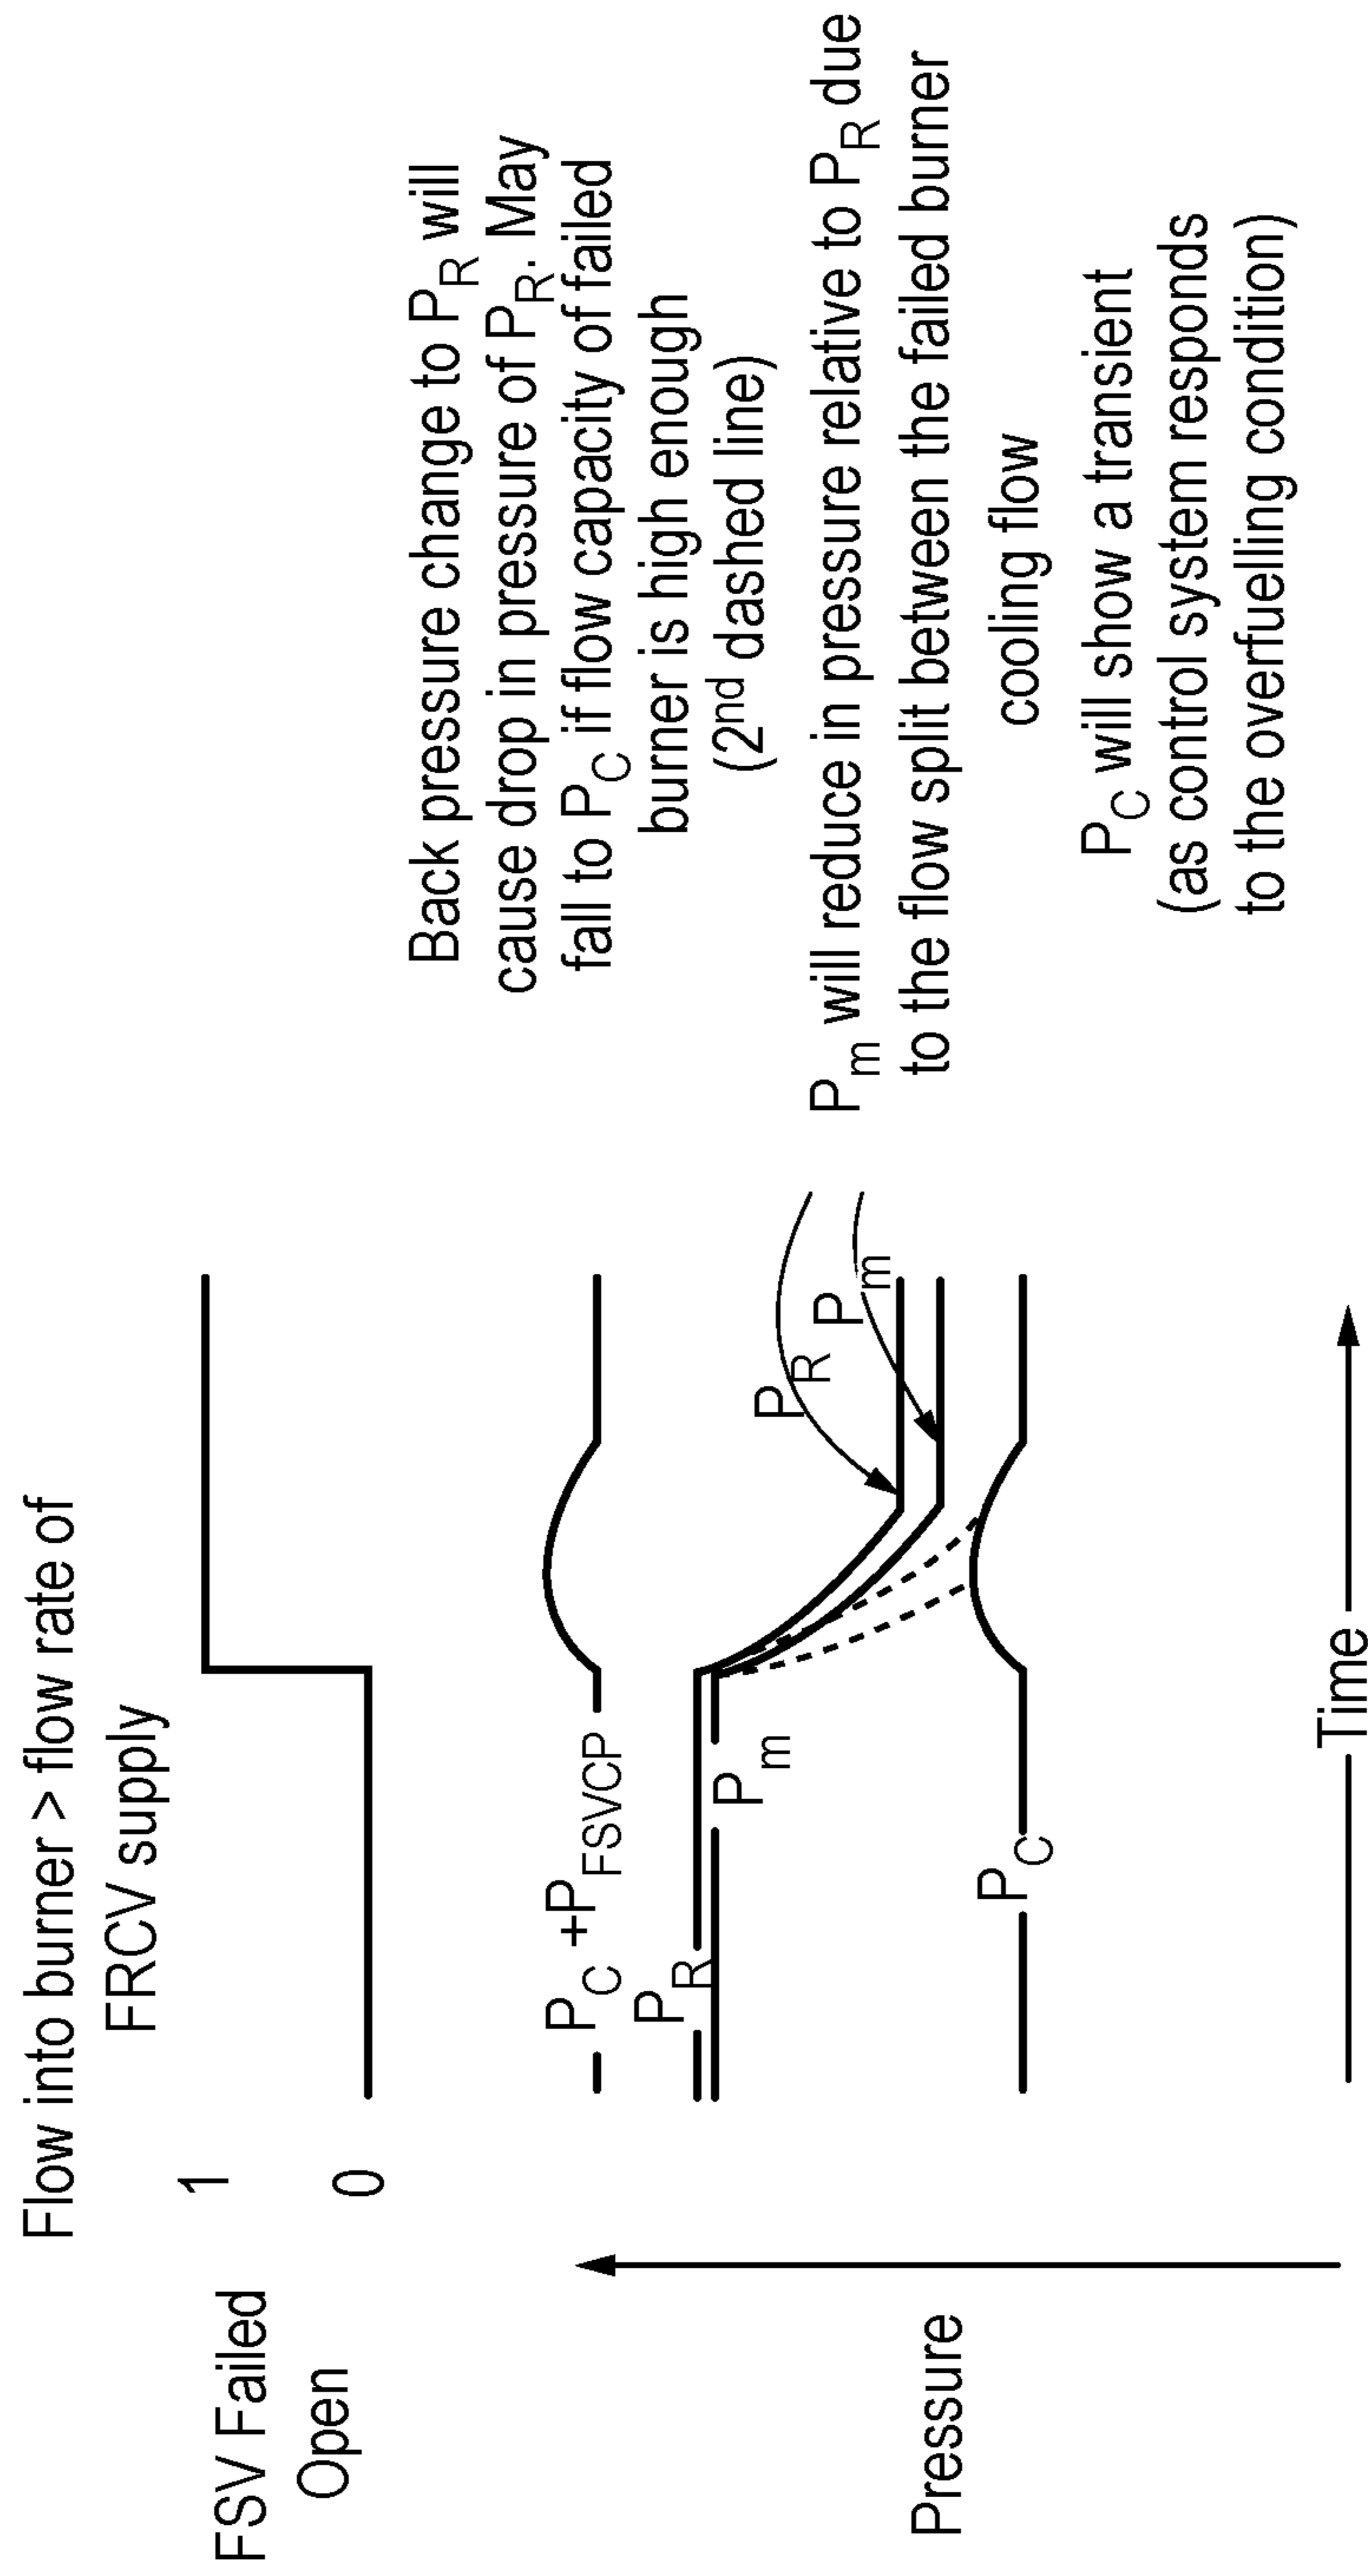 Flow into burner > flow rate of
FRCV supply
FSV Failed
Open
1
0
Pressure
P_C +P_FSVCP
P_R
P_m
P_C
P_R
P_m
Time
Back pressure change to P_R will
cause drop in pressure of P_R. May
fall to P_C if flow capacity of failed
burner is high enough
(2nd dashed line)
P_m will reduce in pressure relative to P_R due
to the flow split between the failed burner
cooling flow
P_C will show a transient
(as control system responds
to the overfuelling condition)